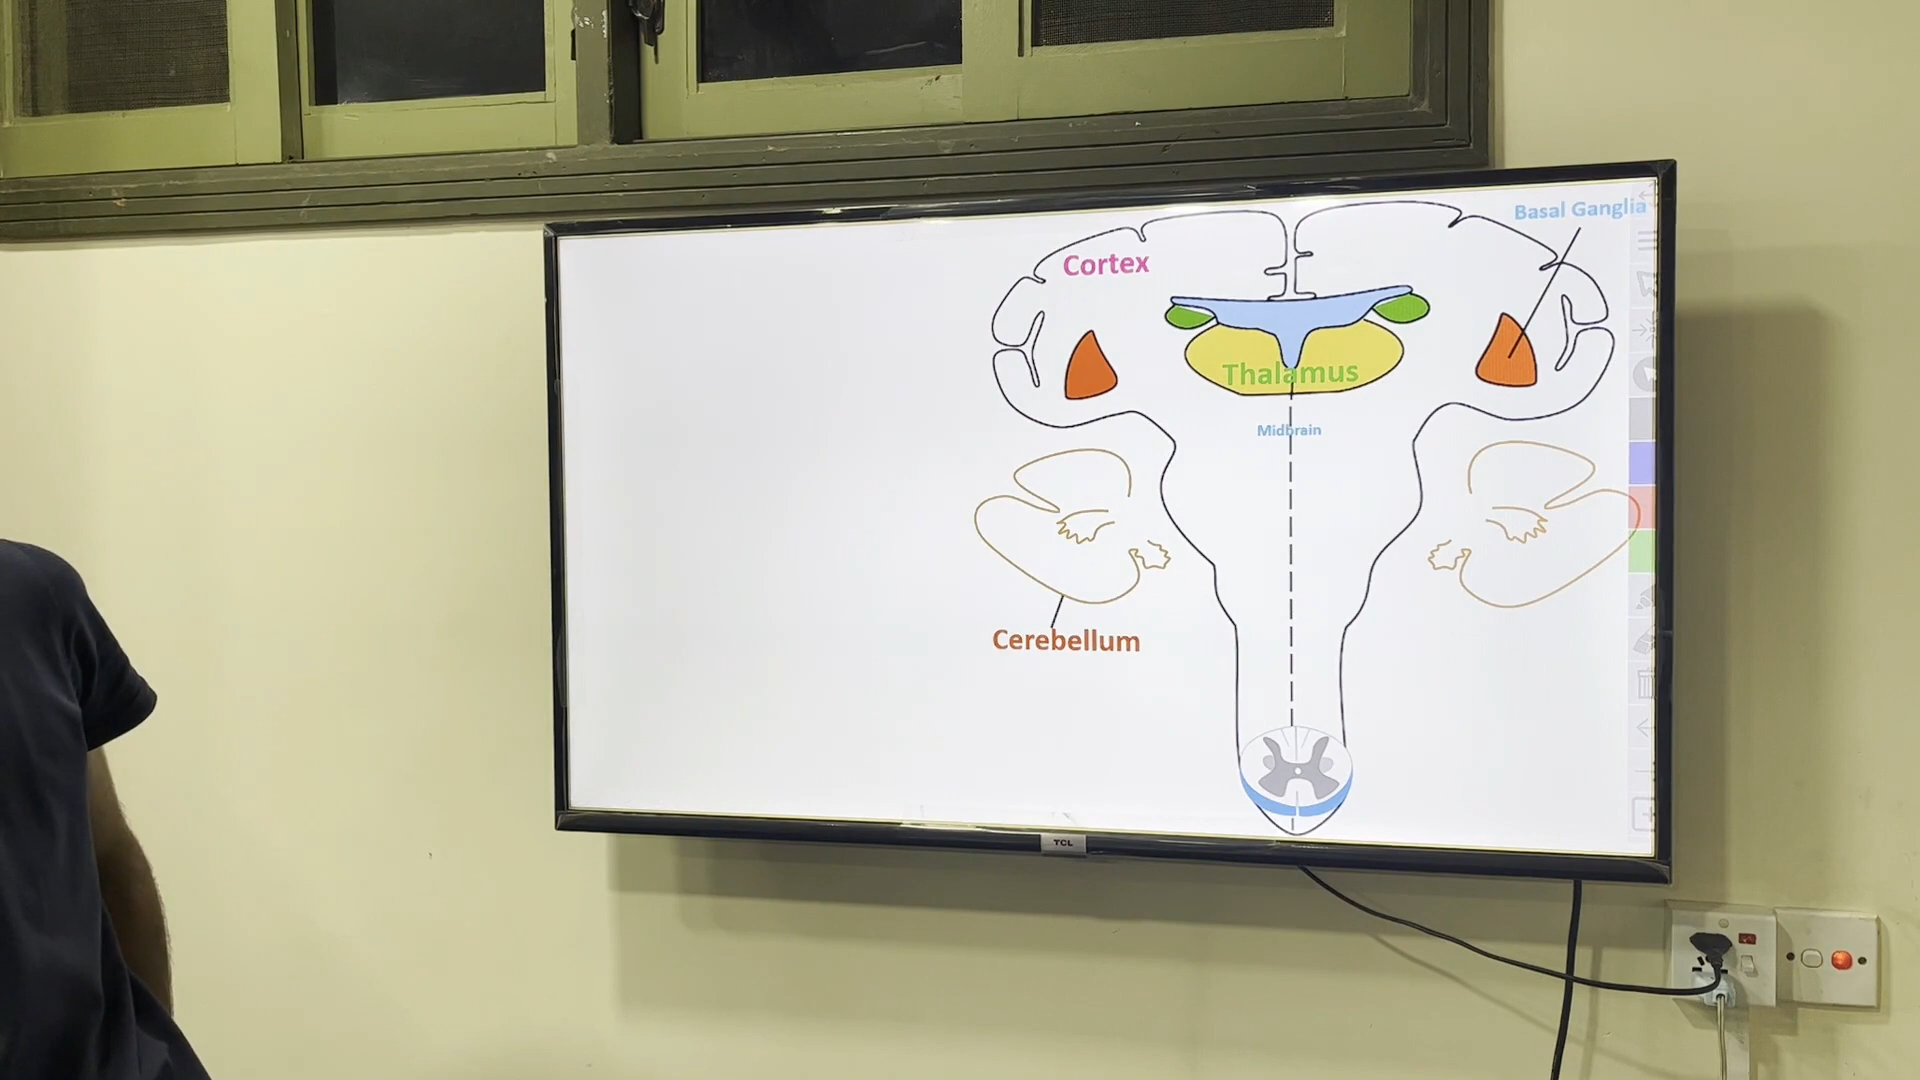 Basal Ganglia
Cortex
Thalamus
Midbrain
Cerebellum
TCL